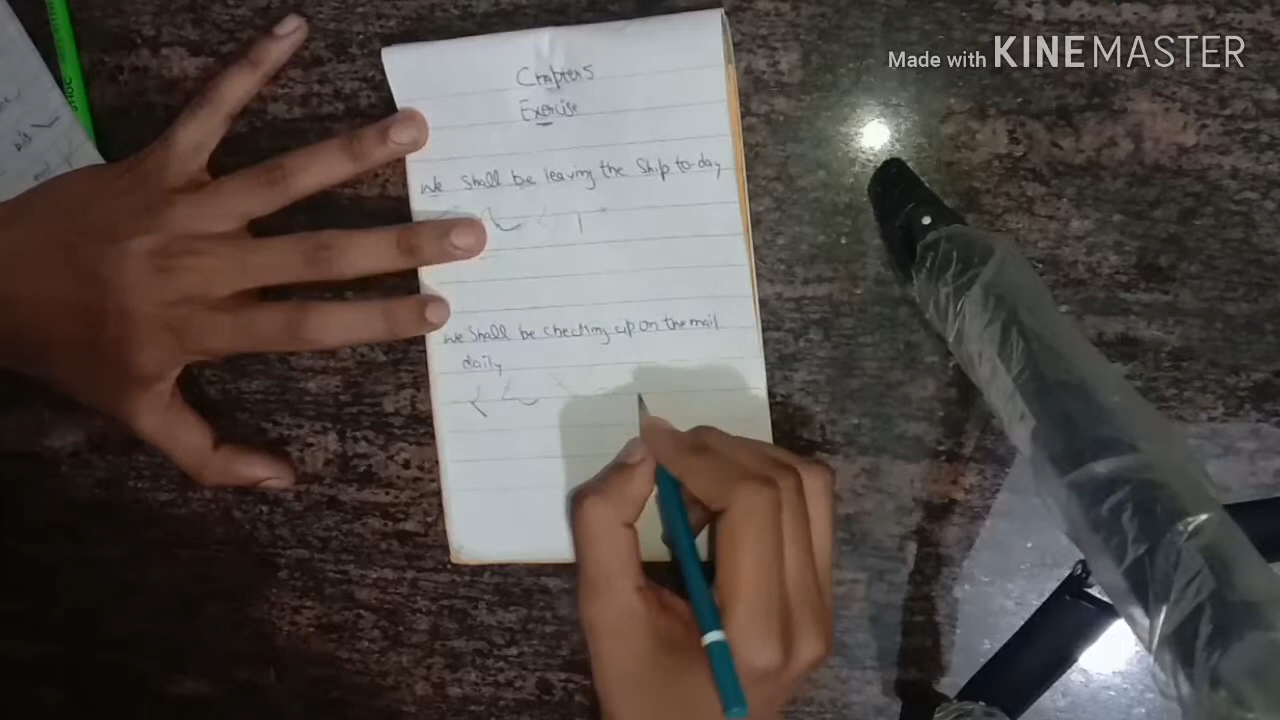 Made with KINEMASTER
Chapter 5
Exercise
We Shall be leaving the Ship to-day
We Shall be checking up on the mail
daily